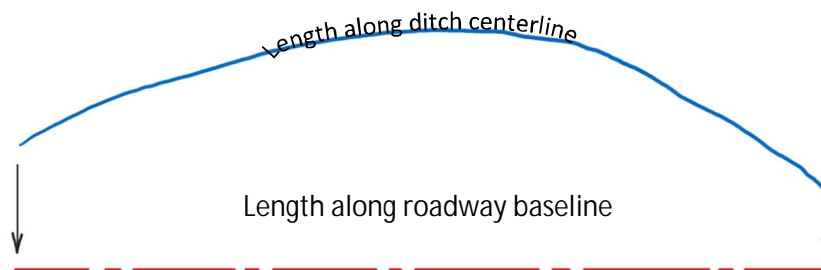 Length along ditch centerline
Length along roadway baseline